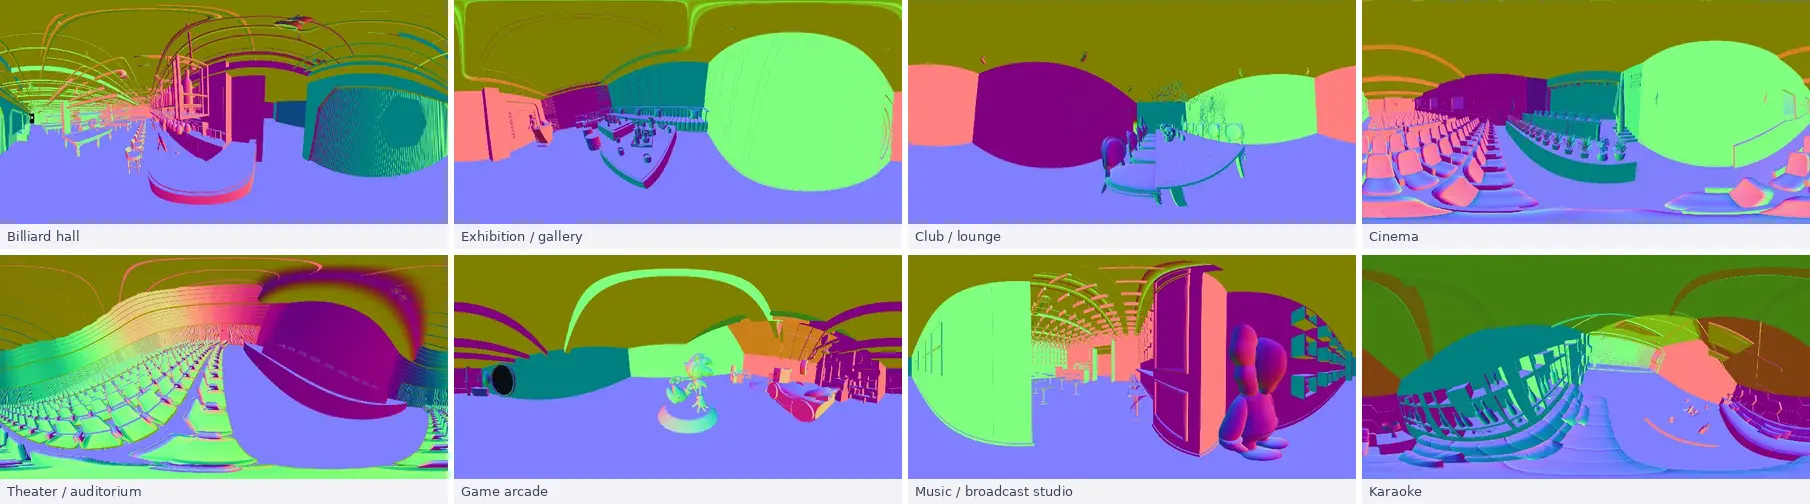 Billiard hall
Exhibition / gallery
Club / lounge
Cinema
Theater / auditorium
Game arcade
Music / broadcast studio
Karaoke